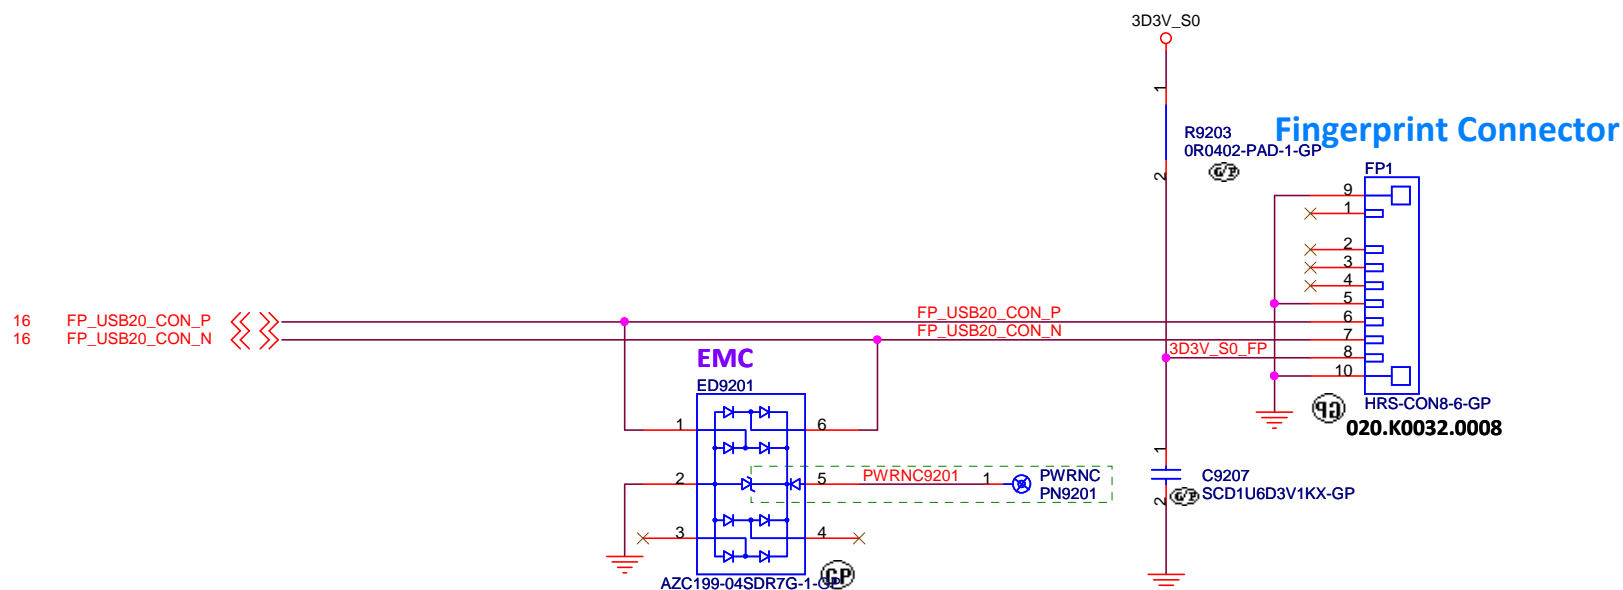 3D3V_S0
1
R9203
0R0402-PAD-1-GP
G/P
2
Fingerprint Connector
FP1
9
1
2
3
4
5
6
7
8
10
HRS-CON8-6-GP
020.K0032.0008
16 FP_USB20_CON_P
16 FP_USB20_CON_N
FP_USB20_CON_P
FP_USB20_CON_N
3D3V_S0_FP
EMC
ED9201
1
6
2
5
3
4
PWRNC9201
1
PWRNC
PN9201
AZC199-04SDR7G-1-GP
GP
1
C9207
SCD1U6D3V1KX-GP
G/P
2